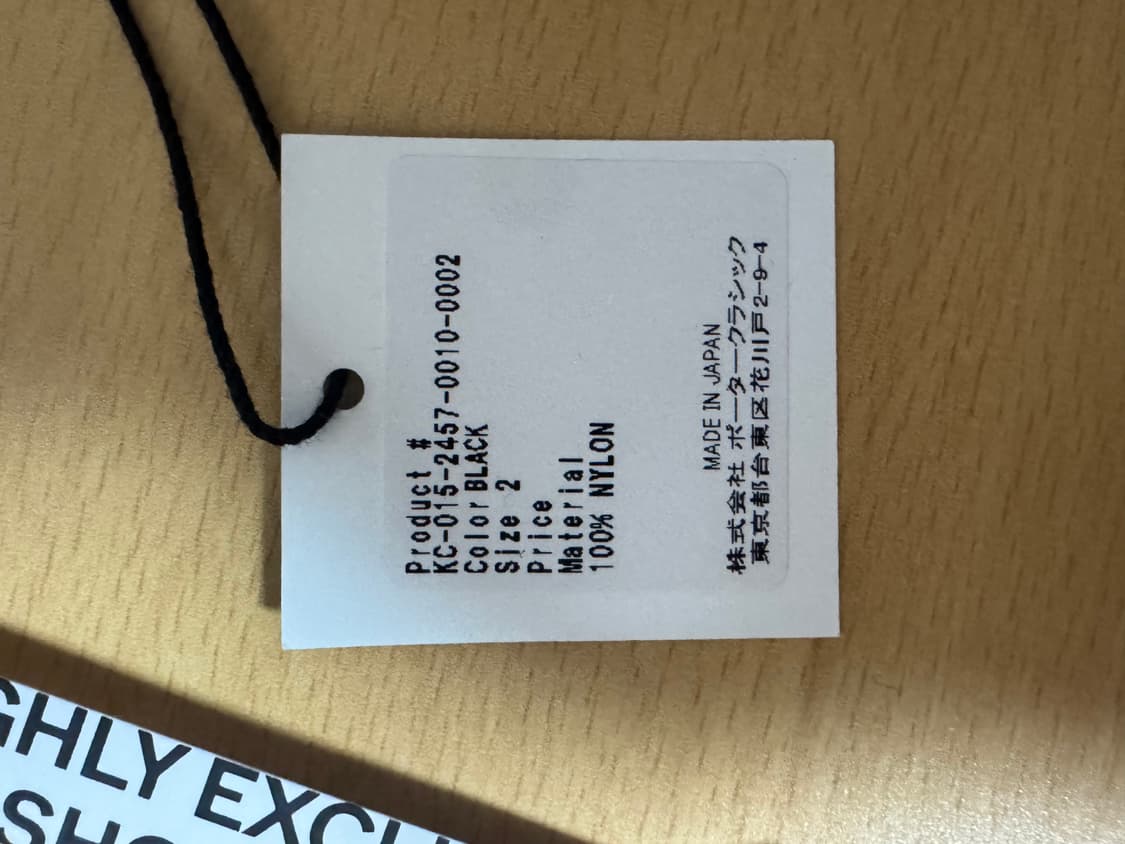 Product #
KC-015-2457-0010-0002
Color BLACK
Size 2
Price
Material
100% NYLON
MADE IN JAPAN
株式会社 ポータークラシック
東京都台東区花川戸2-9-4
GHLY EXCL
SHO